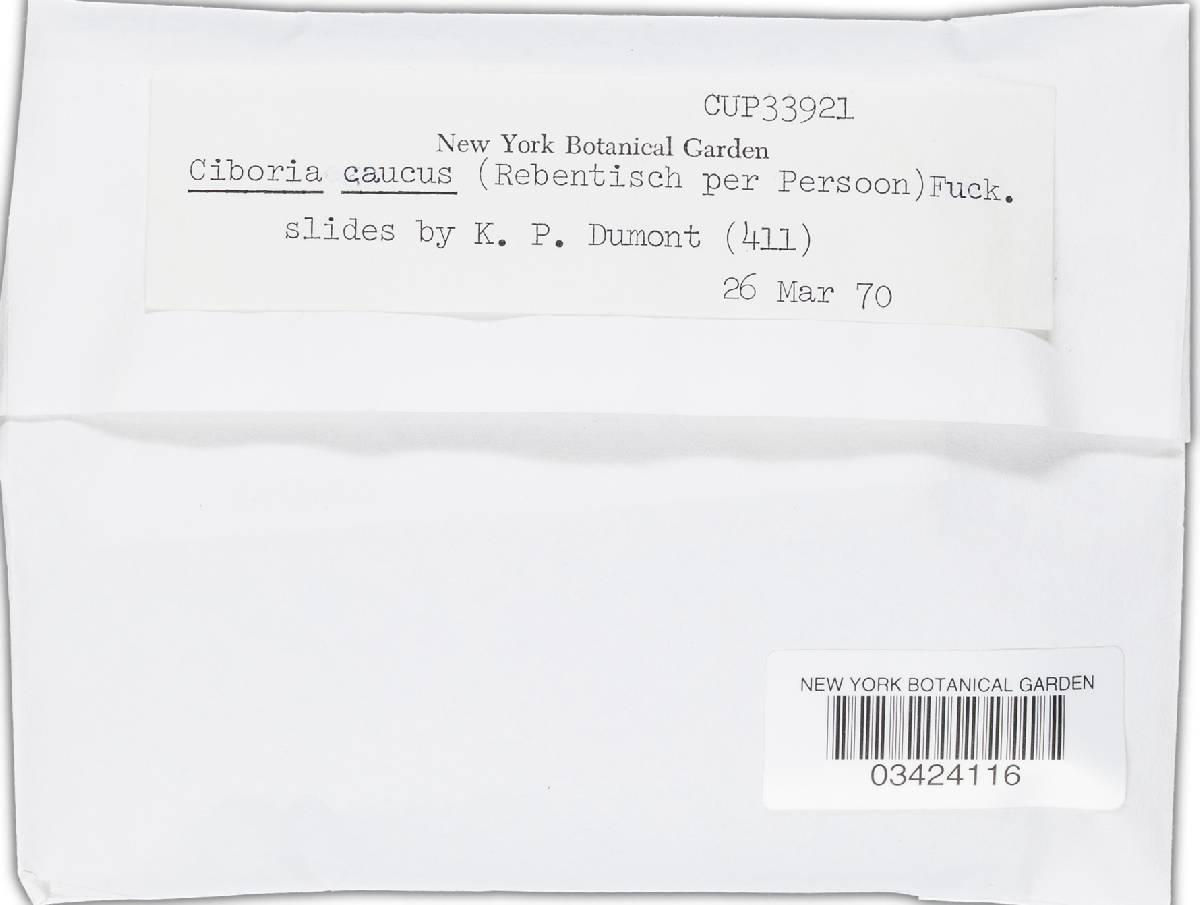 CUP33921
New York Botanical Garden
Ciboria caucus (Rebentisch per Persoon)Fuck.
slides by K. P. Dumont (411)
26 Mar 70
NEW YORK BOTANICAL GARDEN
03424116